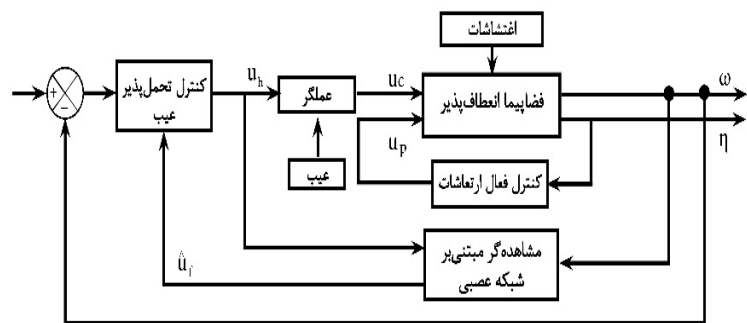 اغتشاشات
کنترل تحمل‌پذیر
عیب
u_h
عملگر
u_C
فضاپیما انعطاف‌پذیر
ω
η
u_P
عیب
کنترل فعال ارتعاشات
مشاهده‌گر مبتنی‌بر
شبکه عصبی
û_f
+
−